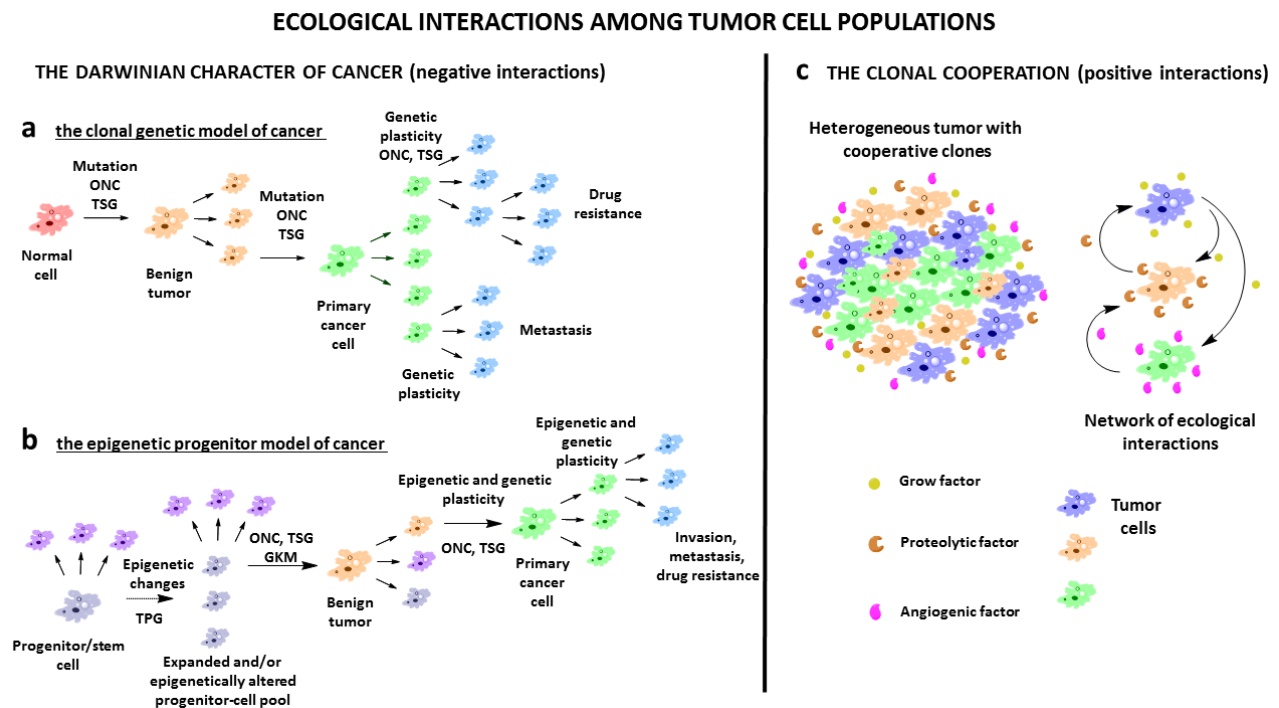 ECOLOGICAL INTERACTIONS AMONG TUMOR CELL POPULATIONS
THE DARWINIAN CHARACTER OF CANCER (negative interactions)
a the clonal genetic model of cancer
Mutation
ONC
TSG
Normal
cell
Benign
tumor
Mutation
ONC
TSG
Primary
cancer
cell
Genetic
plasticity
ONC, TSG
Drug
resistance
Metastasis
Genetic
plasticity
b the epigenetic progenitor model of cancer
Progenitor/stem
cell
Epigenetic
changes
TPG
Expanded and/or
epigenetically altered
progenitor-cell pool
ONC, TSG
GKM
Benign
tumor
Epigenetic and genetic
plasticity
ONC, TSG
Primary
cancer
cell
Epigenetic and
genetic
plasticity
Invasion,
metastasis,
drug resistance
c THE CLONAL COOPERATION (positive interactions)
Heterogeneous tumor with
cooperative clones
Network of ecological
interactions
Grow factor
Proteolytic factor
Angiogenic factor
Tumor
cells